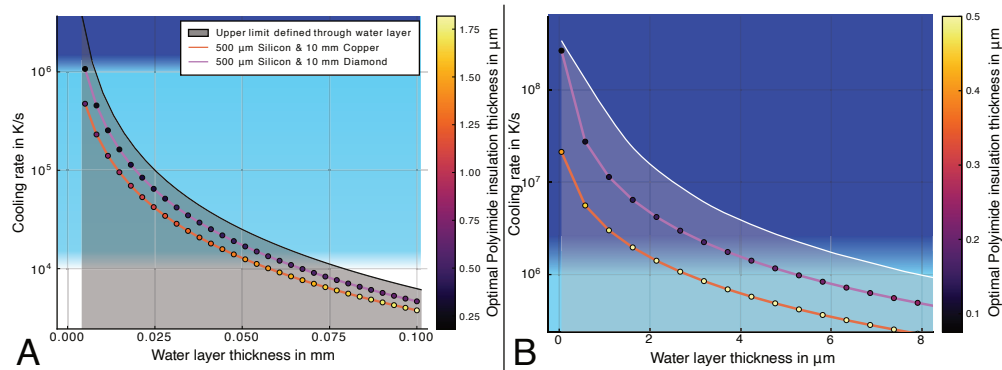 Upper limit defined through water layer
500 μm Silicon & 10 mm Copper
500 μm Silicon & 10 mm Diamond
Cooling rate in K/s
10⁶
10⁵
10⁴
0.000
0.025
0.050
0.075
0.100
Water layer thickness in mm
A
1.75
1.50
1.25
1.00
0.75
0.50
0.25
Optimal Polyimide insulation thickness in μm
Cooling rate in K/s
10⁸
10⁷
10⁶
0
2
4
6
8
Water layer thickness in μm
B
0.5
0.4
0.3
0.2
0.1
Optimal Polyimide insulation thickness in μm